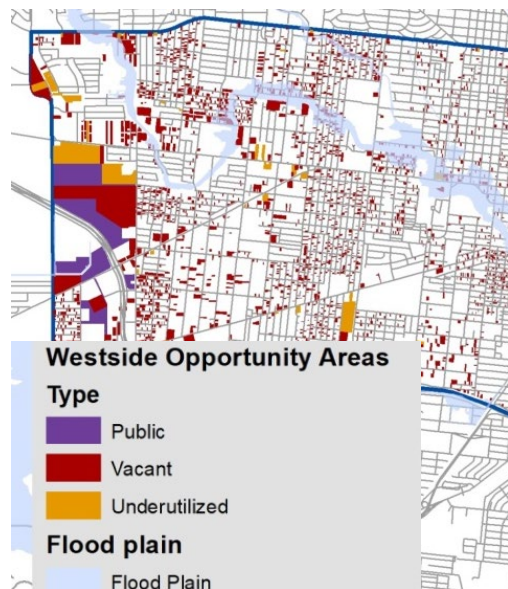 Westside Opportunity Areas
Type
Public
Vacant
Underutilized
Flood plain
Flood Plain